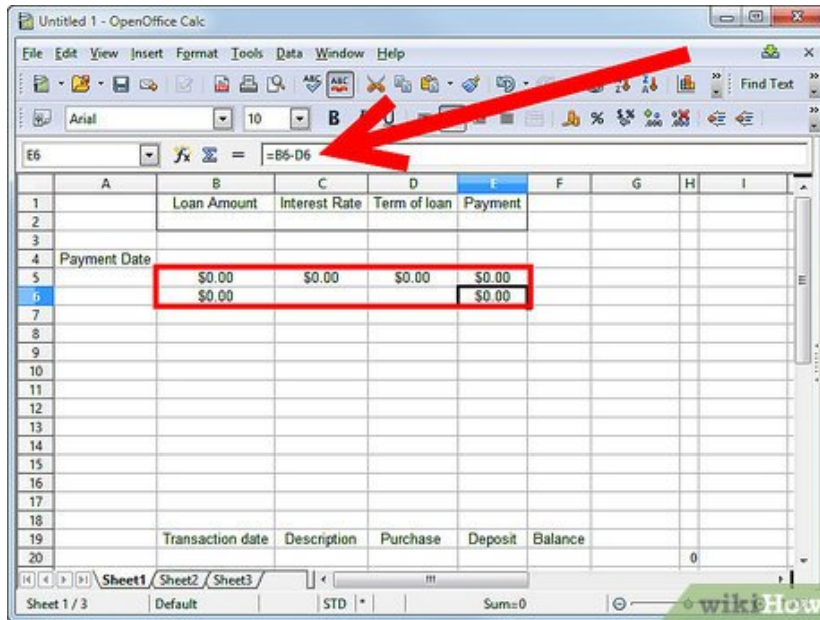 Untitled 1 - OpenOffice Calc
File Edit View Insert Format Tools Data Window Help
ABC ABC Find Text
Arial 10 B U %
E6 fx Σ = =B6-D6
A B C D E F G H I
1 Loan Amount Interest Rate Term of loan Payment
2
3
4 Payment Date
5 $0.00 $0.00 $0.00 $0.00
6 $0.00 $0.00
7
8
9
10
11
12
13
14
15
16
17
18
19 Transaction date Description Purchase Deposit Balance
20 0
Sheet1 Sheet2 Sheet3
Sheet 1 / 3 Default STD * Sum=0
wikiHow